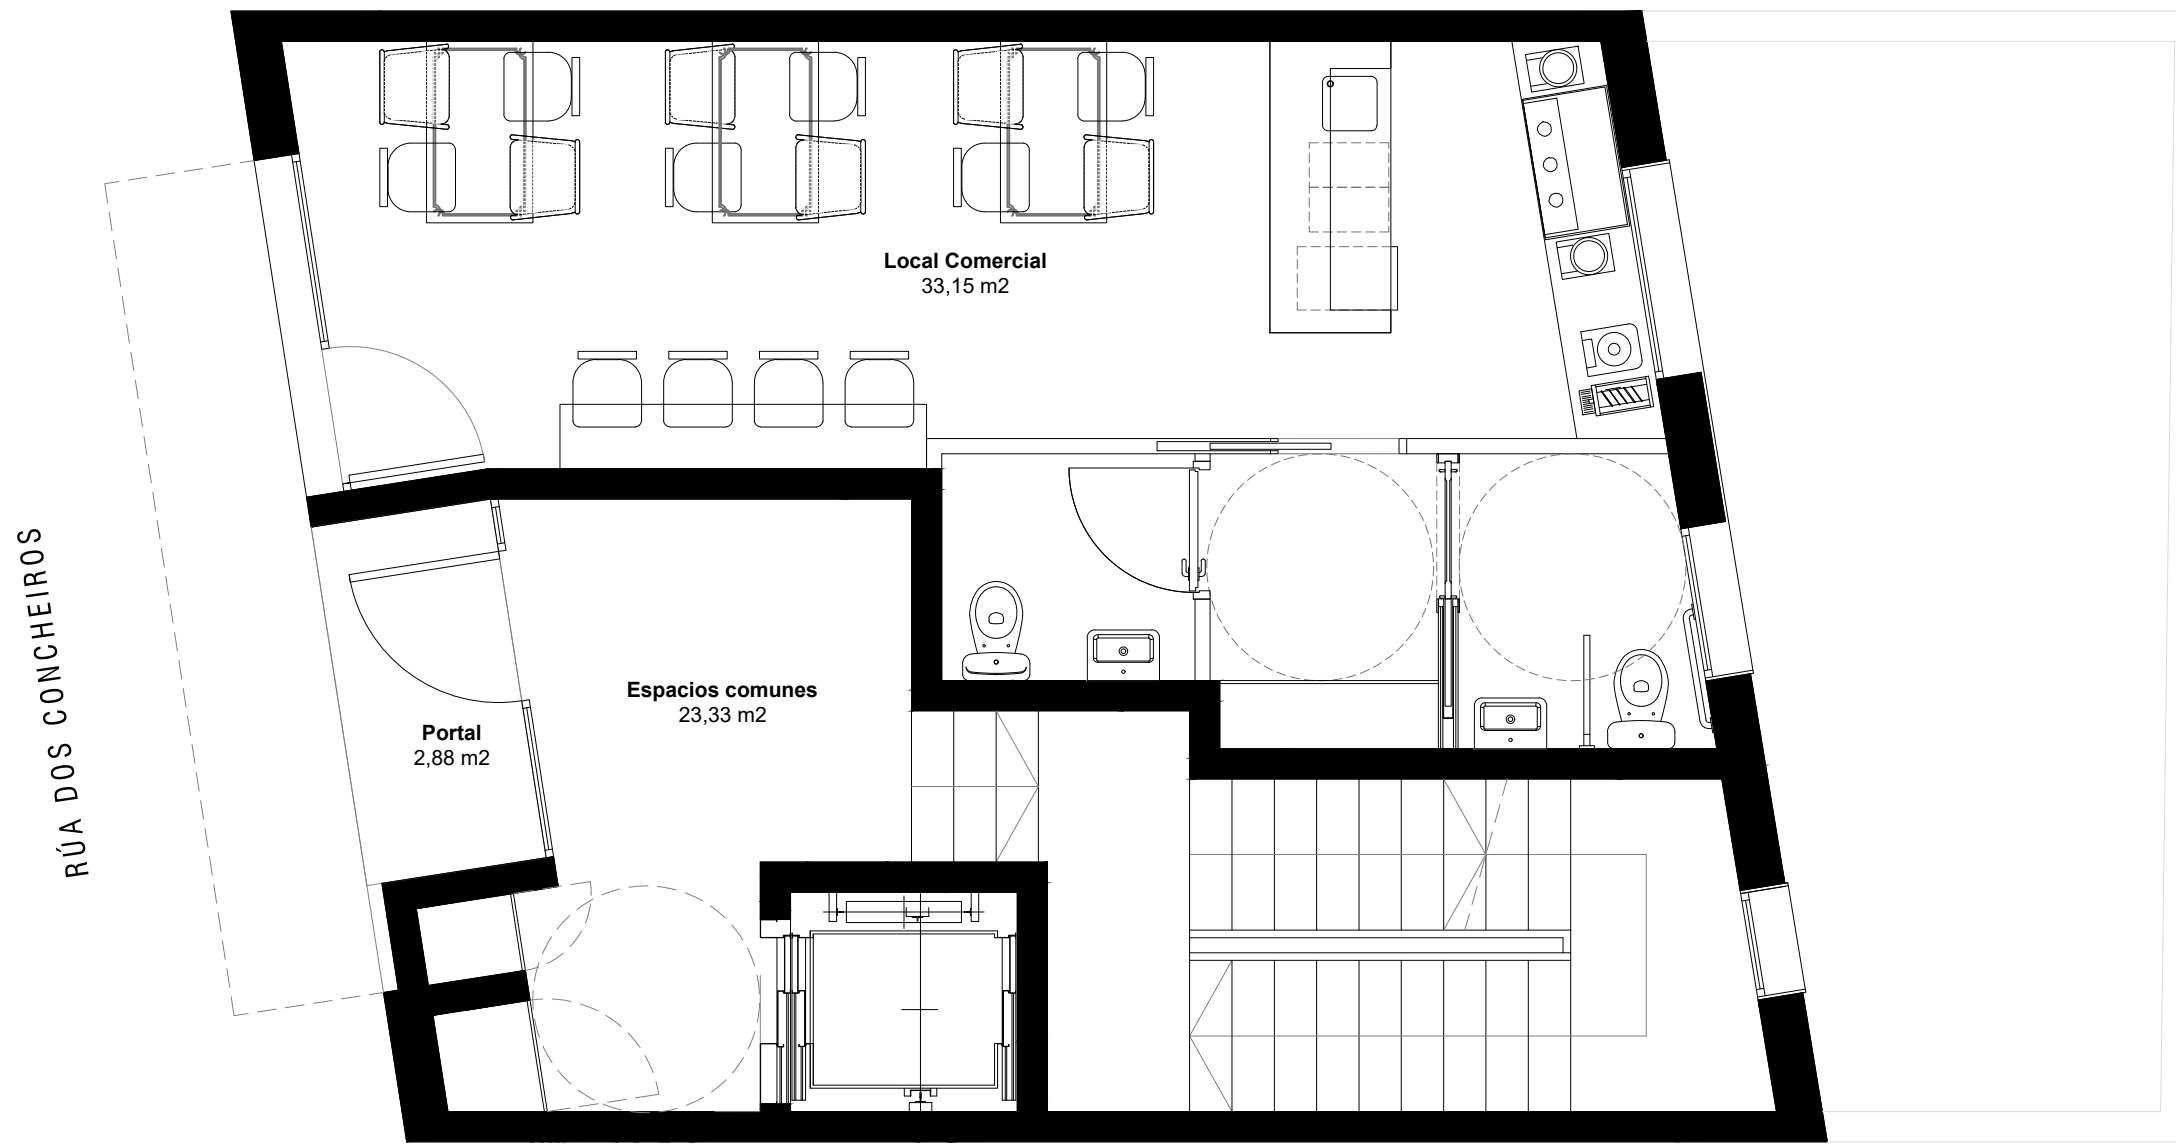 Local Comercial
33,15 m2
Espacios comunes
23,33 m2
Portal
2,88 m2
RÚA DOS CONCHEIROS